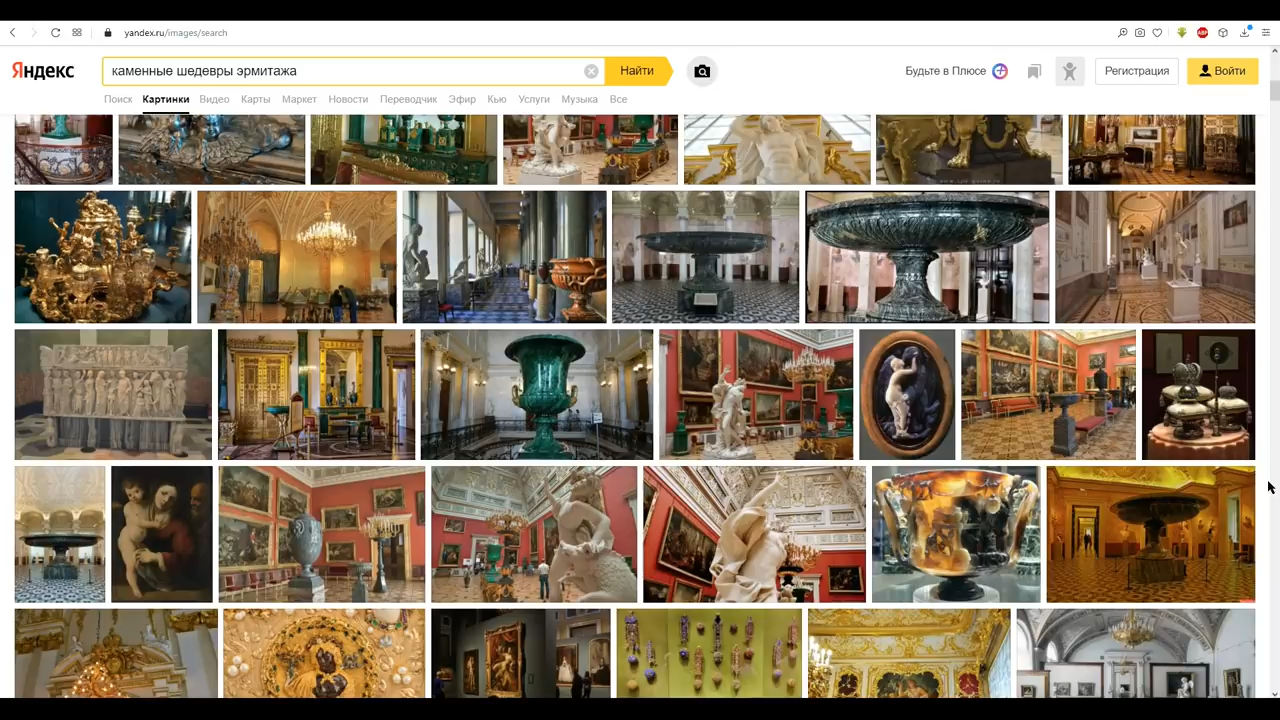 yandex.ru/images/search
Яндекс
каменные шедевры эрмитажа
Найти
Будьте в Плюсе
Регистрация
Войти
Поиск Картинки Видео Карты Маркет Новости Переводчик Эфир Кью Услуги Музыка Все
ABP